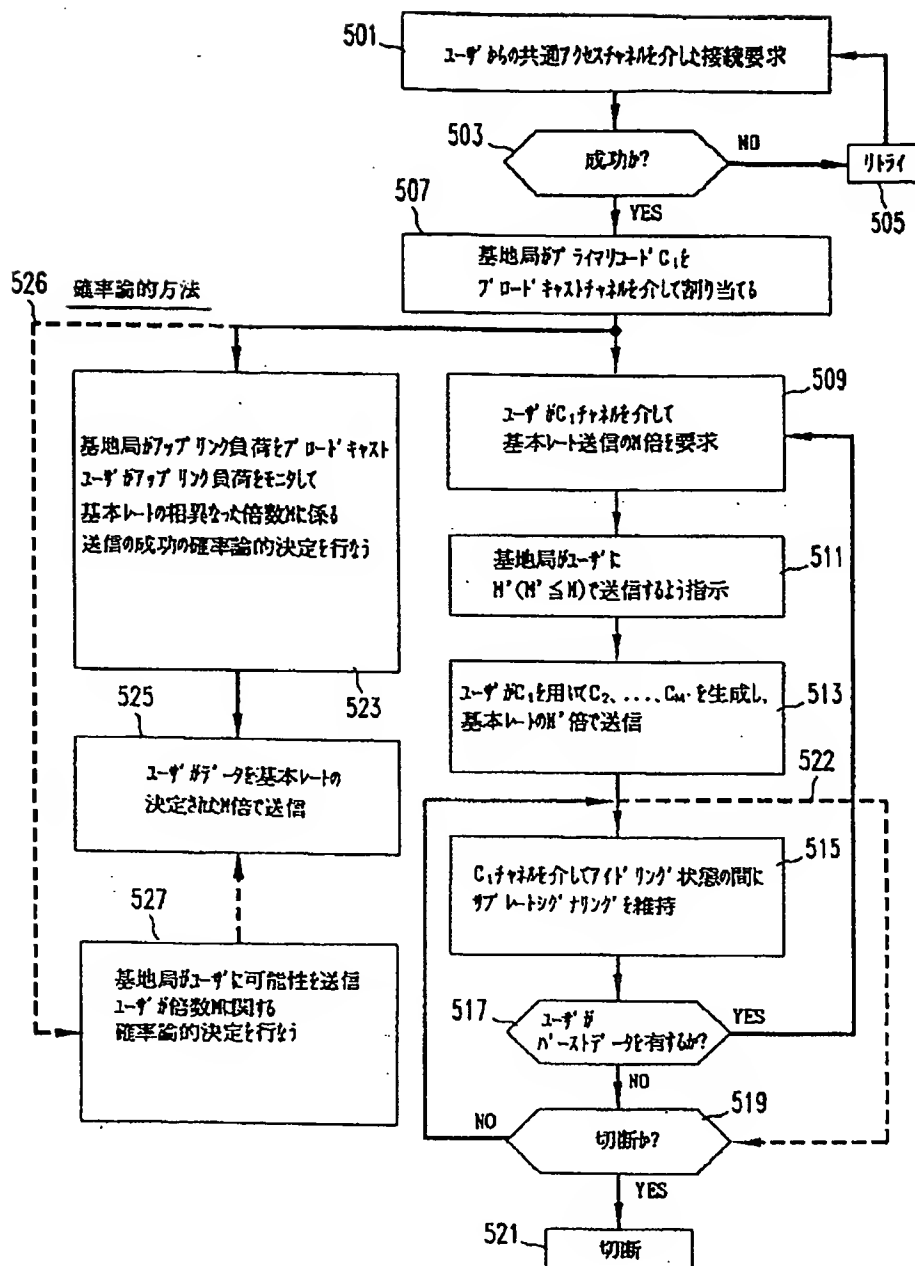 501
ユーザからの共通アクセスチャネルを介した接続要求
503
成功か?
NO
リトライ
505
YES
507
基地局がプライマリコードC₁を
ブロードキャストチャネルを介して割り当てる
526
確率論的方法
基地局がアップリンク負荷をブロードキャスト
ユーザがアップリンク負荷をモニタして
基本レートの相異なった倍数Mに係る
送信の成功の確率論的決定を行なう
523
525
ユーザがデータを基本レートの
決定されたM倍で送信
527
基地局がユーザに可能性を送信
ユーザが倍数Mに関する
確率論的決定を行なう
509
ユーザがC₁チャネルを介して
基本レート送信のM倍を要求
511
基地局がユーザに
M'(M'≦M)で送信するよう指示
513
ユーザがC₁を用いてC₂、....、C_M'を生成し、
基本レートのM'倍で送信
522
515
C₁チャネルを介してアイドリング状態の間に
サブレートシグナリングを維持
517
ユーザが
バーストデータを有するか?
YES
NO
519
NO
切断か?
YES
521
切断